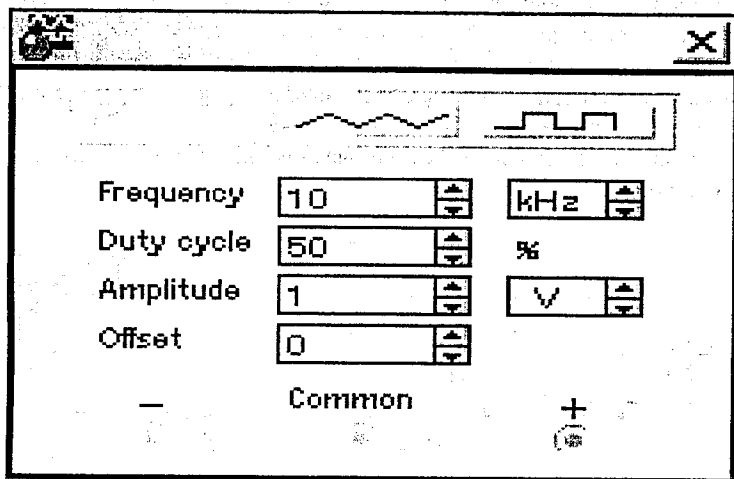 Frequency 10 kHz
Duty cycle 50 %
Amplitude 1 V
Offset 0
− Common +